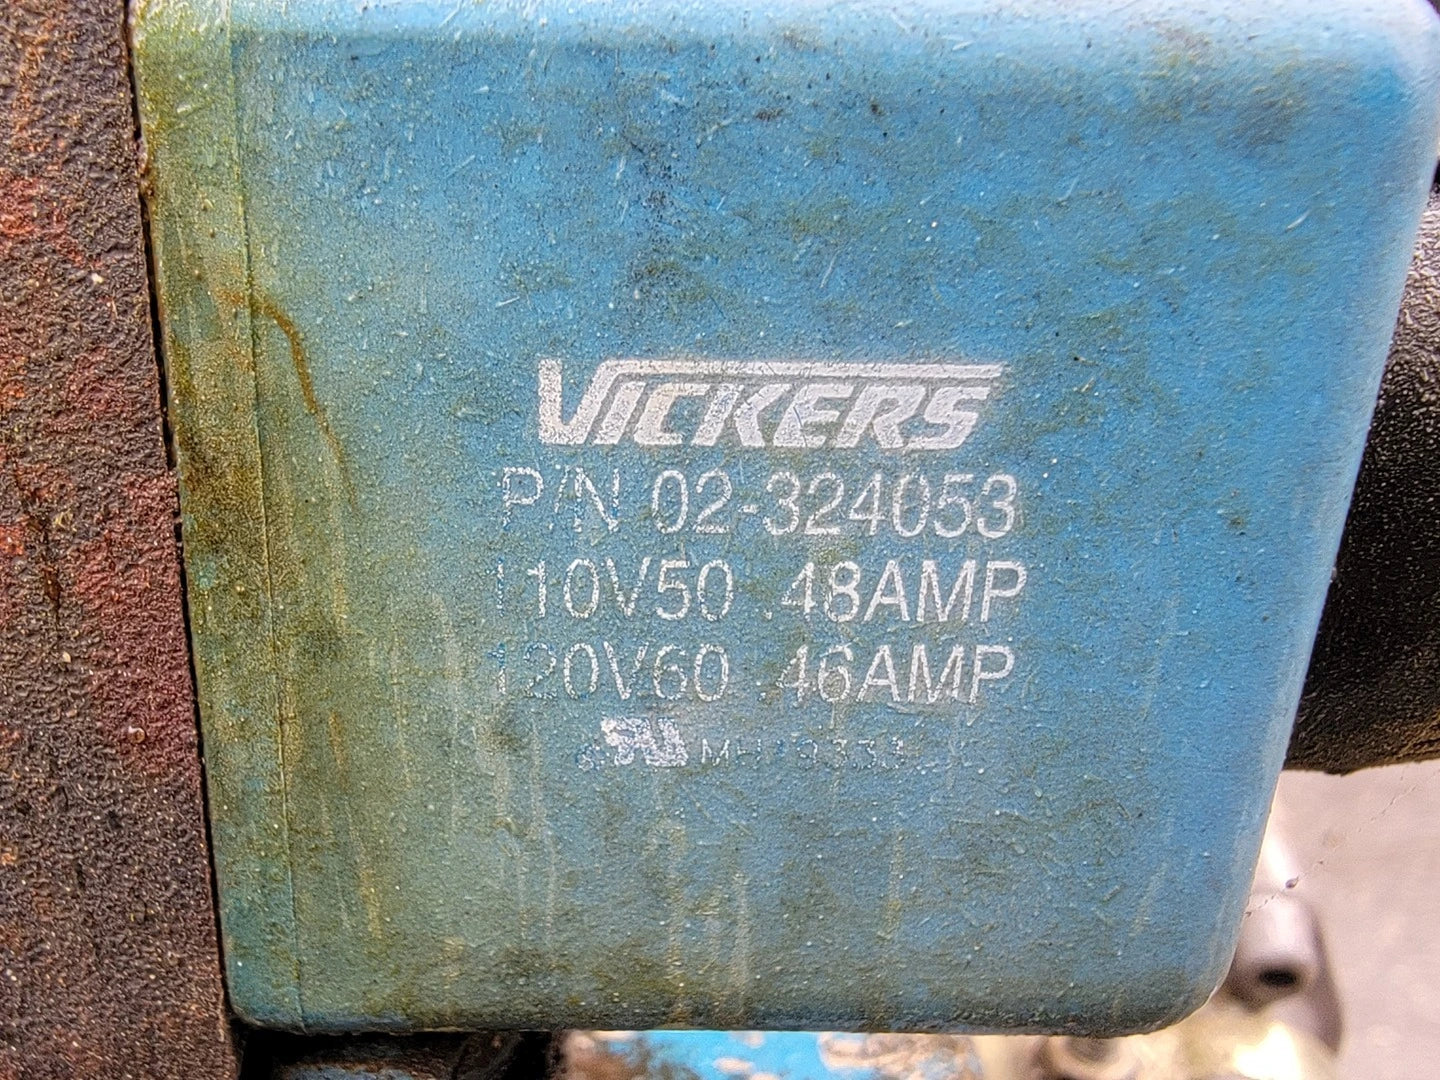 VICKERS
P/N 02-324053
110V50 .48AMP
120V60 .46AMP